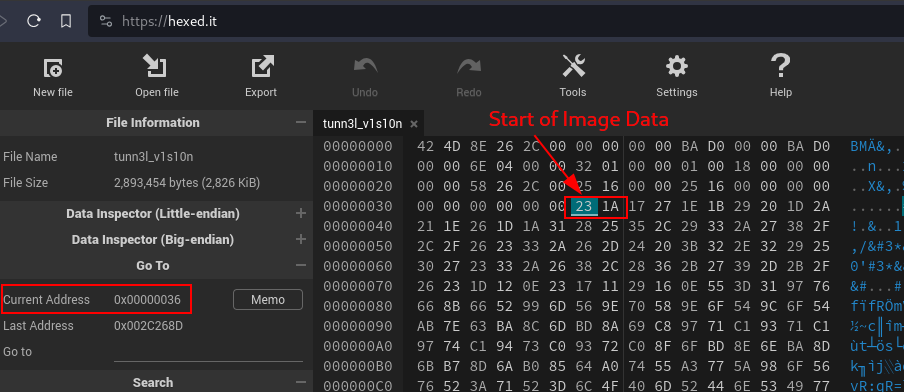 https://hexed.it
New file
Open file
Export
Undo
Redo
Tools
Settings
Help
File Information
File Name tunn3l_v1s10n
File Size 2,893,454 bytes (2,826 KiB)
Data Inspector (Little-endian)
Data Inspector (Big-endian)
Go To
Current Address 0x00000036 Memo
Last Address 0x002C268D
Go to
Search
tunn3l_v1s10n ×
Start of Image Data
00000000 42 4D 8E 26 2C 00 00 00 00 00 BA D0 00 00 BA D0 BMÄ&,.
00000010 00 00 6E 04 00 00 32 01 00 00 01 00 18 00 00 00 ..n...
00000020 00 00 58 26 2C 00 25 16 00 00 25 16 00 00 00 00 ..X&,.
00000030 00 00 00 00 00 00 23 1A 17 27 1E 1B 29 20 1D 2A ......
00000040 21 1E 26 1D 1A 31 28 25 35 2C 29 33 2A 27 38 2F !.&..1
00000050 2C 2F 26 23 33 2A 26 2D 24 20 3B 32 2E 32 29 25 ,/&#3*
00000060 30 27 23 33 2A 26 38 2C 28 36 2B 27 39 2D 2B 2F 0'#3*&
00000070 26 23 1D 12 0E 23 17 11 29 16 0E 55 3D 31 97 76 &#...#
00000080 66 8B 66 52 99 6D 56 9E 70 58 9E 6F 54 9C 6F 54 fïfRÖm
00000090 AB 7E 63 BA 8C 6D BD 8A 69 C8 97 71 C1 93 71 C1 ½~c║îm
000000A0 97 74 C1 94 73 C0 93 72 C0 8F 6F BD 8E 6E BA 8D ùt┴ös└
000000B0 6B B7 8D 6A B0 85 64 A0 74 55 A3 77 5A 98 6F 56 k╖ìj░à
000000C0 76 52 3A 71 52 3D 6C 4F 40 6D 52 44 6E 53 49 77 vR:qR=